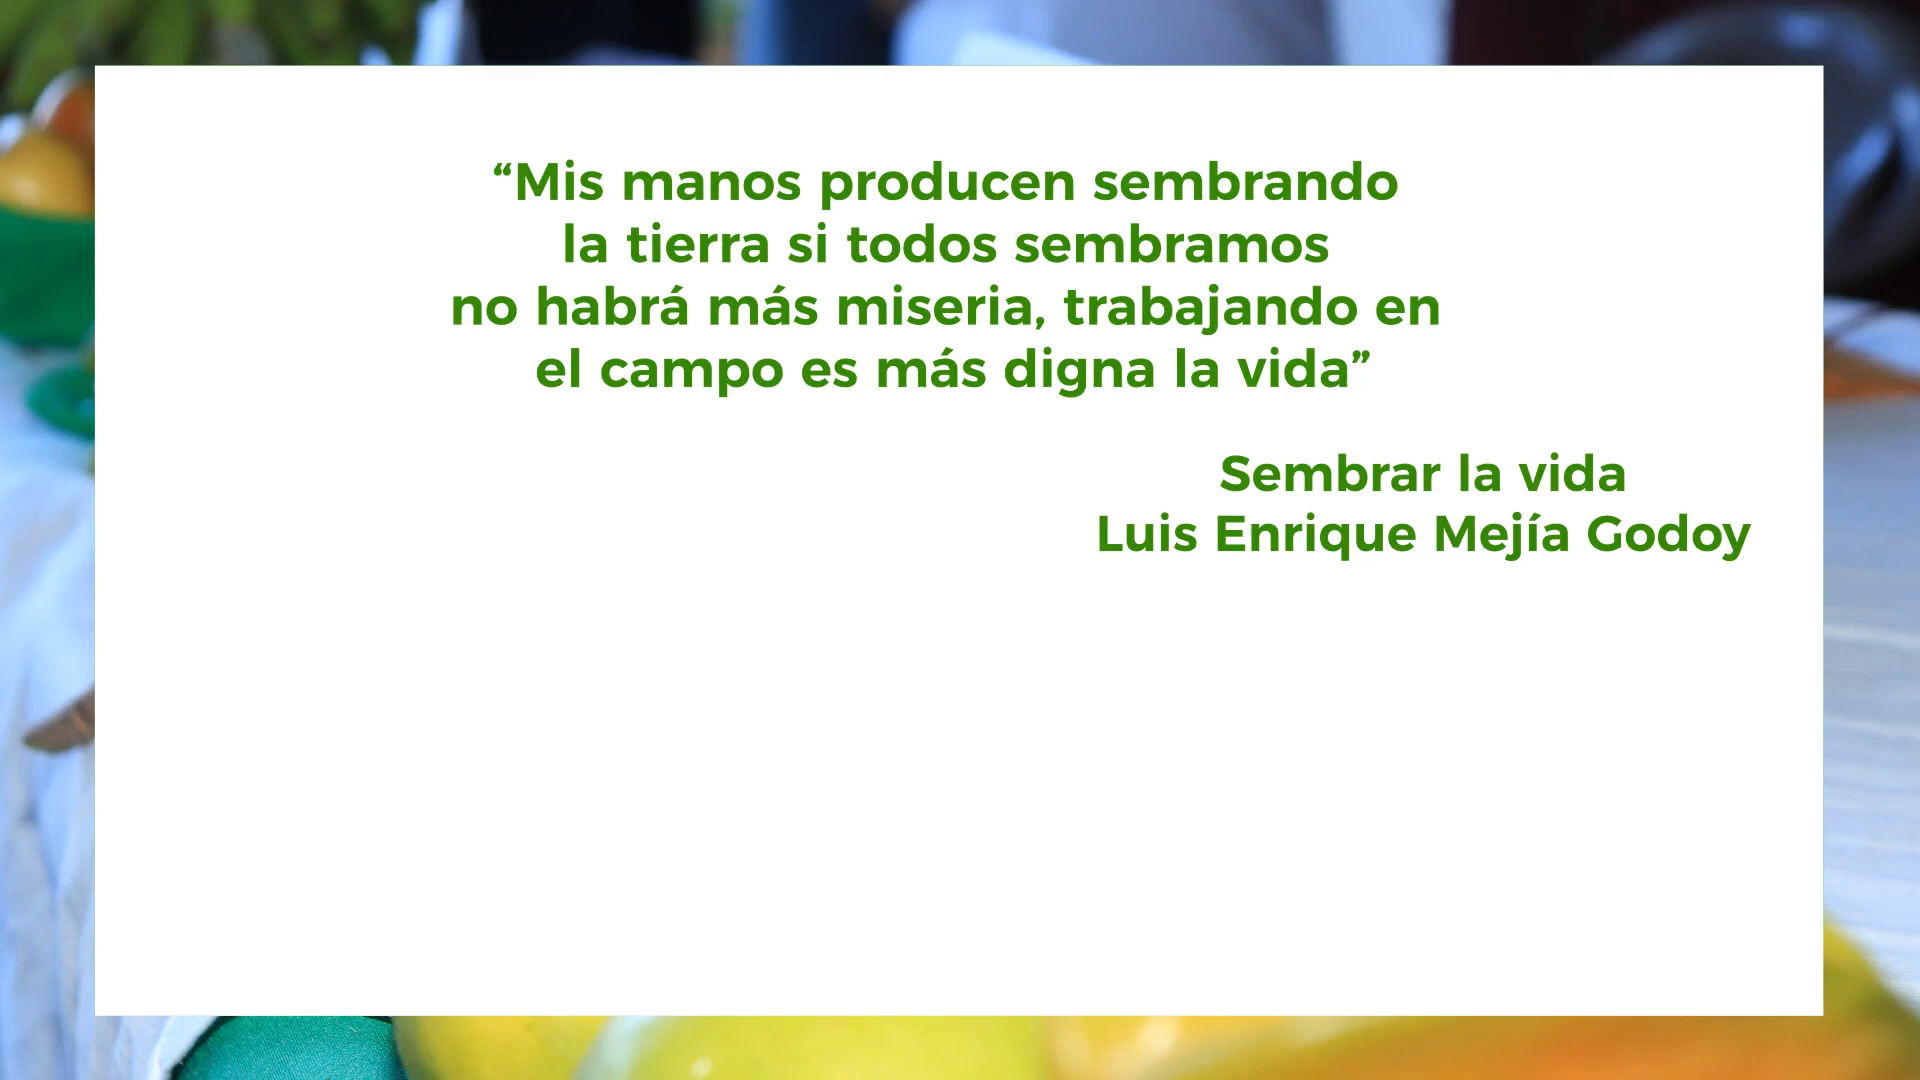 “Mis manos producen sembrando
la tierra si todos sembramos
no habrá más miseria, trabajando en
el campo es más digna la vida”
Sembrar la vida
Luis Enrique Mejía Godoy